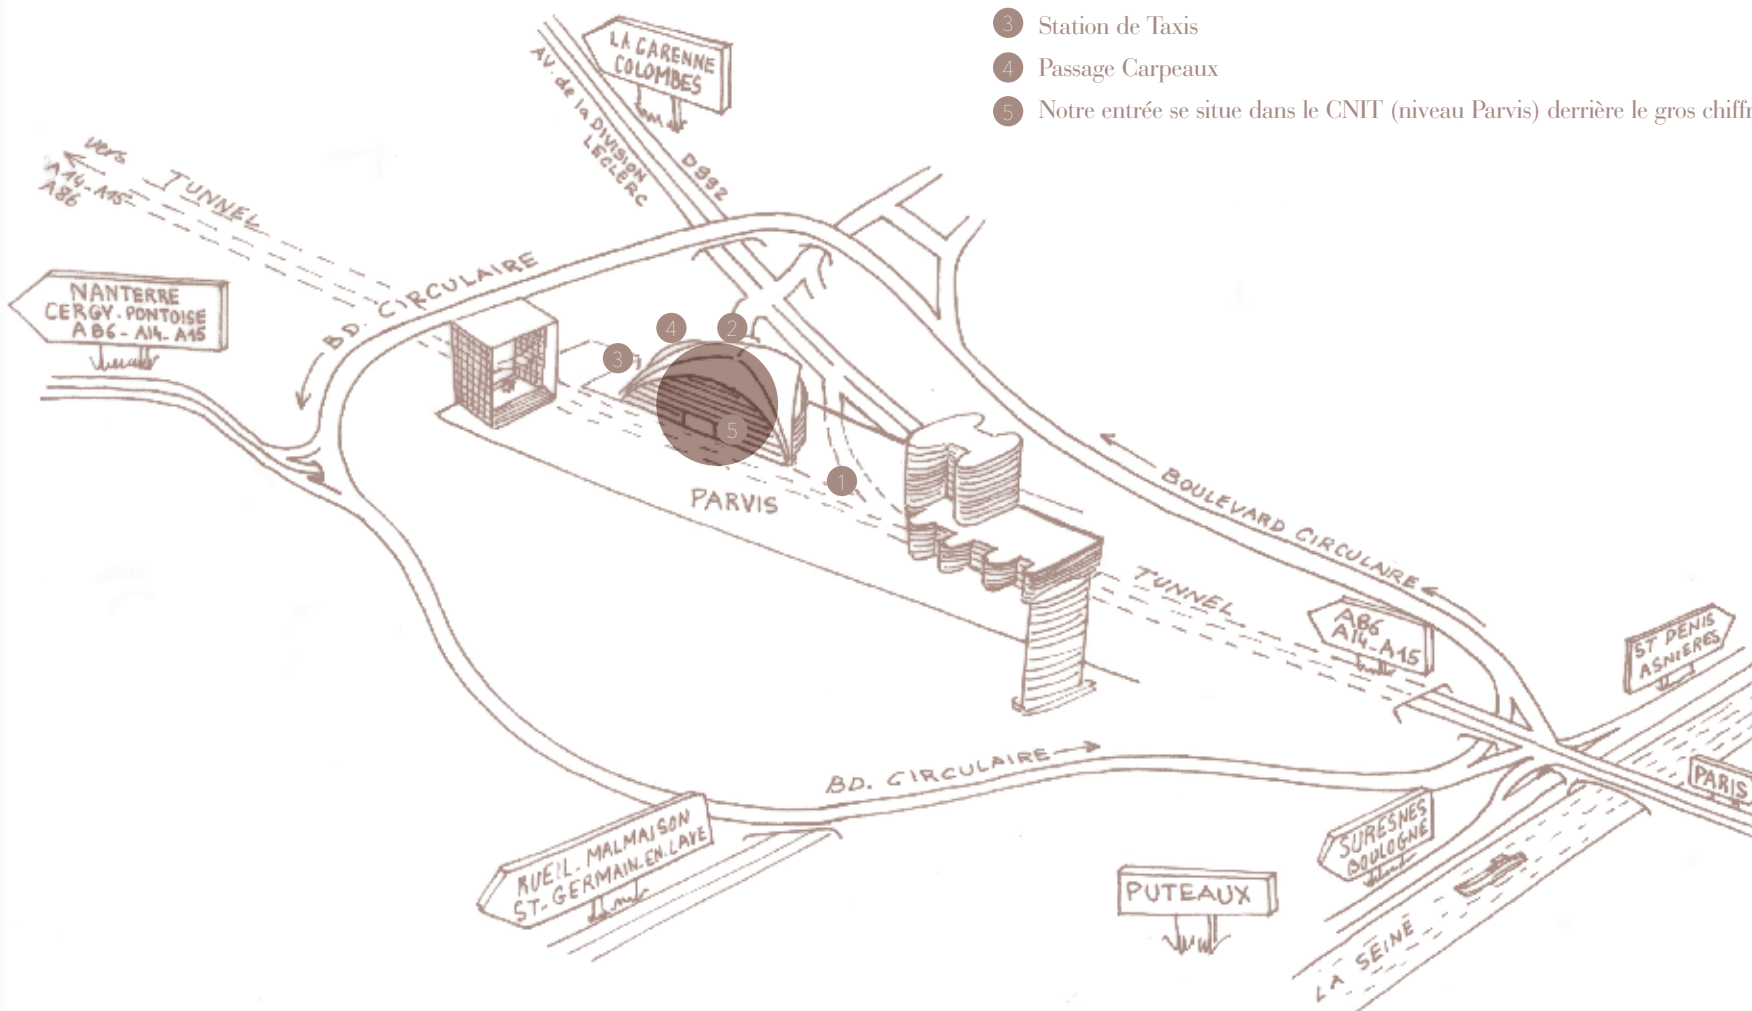 3 Station de Taxis
4 Passage Carpeaux
5 Notre entrée se situe dans le CNIT (niveau Parvis) derrière le gros chiffr
LA GARENNE
COLOMBES
AV. de la DIVISION
LECLERC
D992
vers
A14-A15
A86
TUNNEL
NANTERRE
CERGY-PONTOISE
A86-A14-A15
BD. CIRCULAIRE
4
2
3
5
1
PARVIS
BOULEVARD CIRCULAIRE
TUNNEL
A86
A14-A15
ST DENIS
ASNIERES
BD. CIRCULAIRE
PARIS
SURESNES
BOULOGNE
RUEIL-MALMAISON
ST-GERMAIN-EN-LAYE
PUTEAUX
LA SEINE